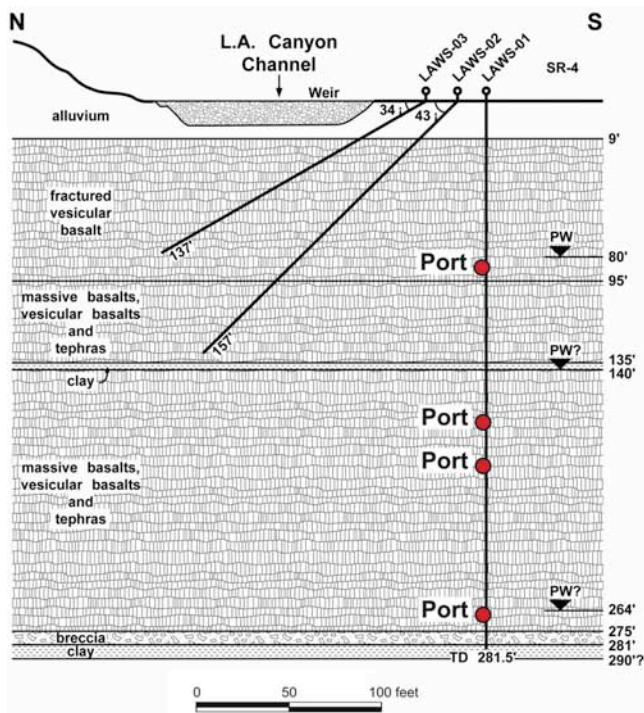 N
S
L.A. Canyon
Channel
LAWS-03
LAWS-02
LAWS-01
SR-4
Weir
alluvium
34
43
9'
fractured
vesicular
basalt
PW
80'
137'
Port
95'
massive basalts,
vesicular basalts
and
tephras
157'
PW?
135'
140'
clay
Port
Port
massive basalts,
vesicular basalts
and
tephras
PW?
264'
Port
275'
breccia
281'
clay
TD 281.5'
290'?
0 50 100 feet